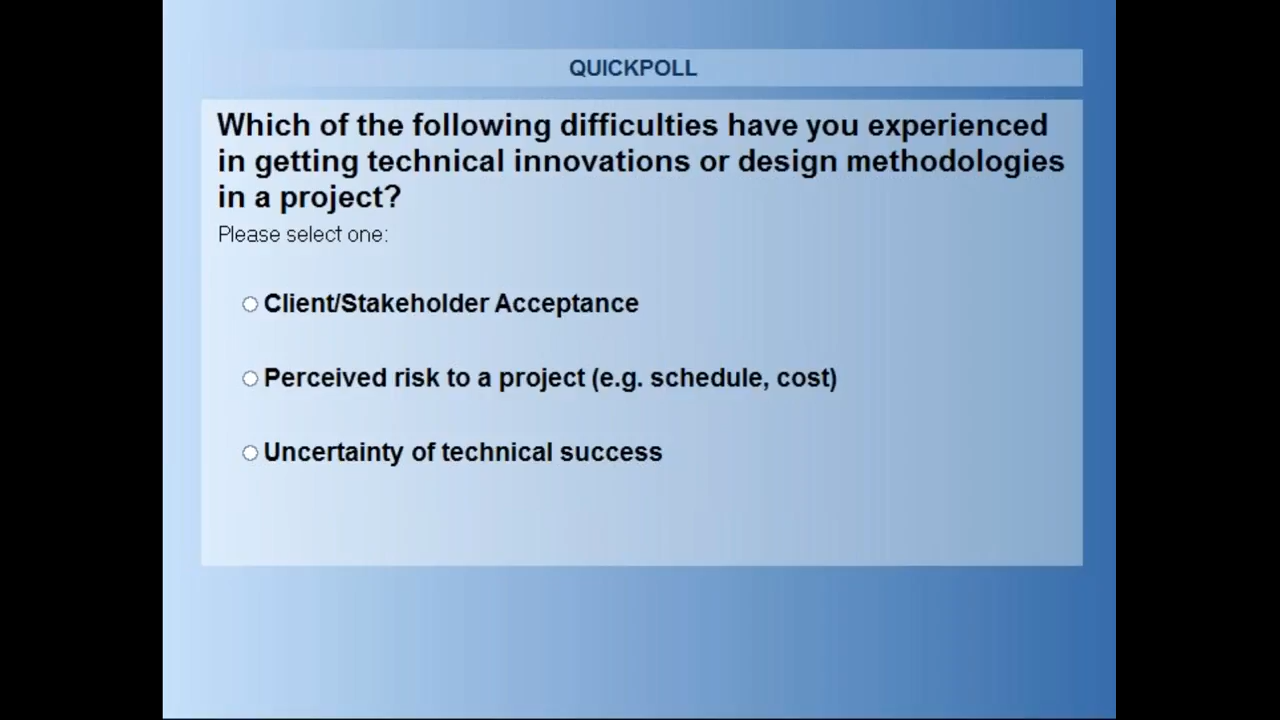 QUICKPOLL
Which of the following difficulties have you experienced
in getting technical innovations or design methodologies
in a project?
Please select one:
Client/Stakeholder Acceptance
Perceived risk to a project (e.g. schedule, cost)
Uncertainty of technical success